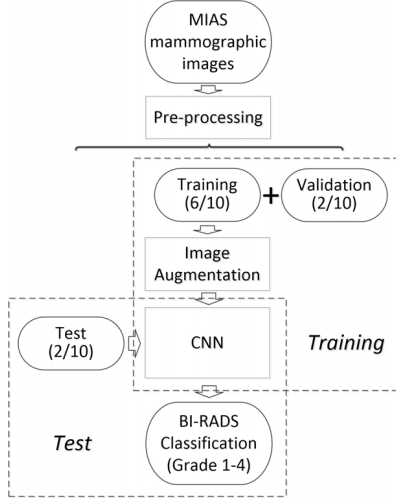 MIAS
mammographic
images
Pre-processing
Training
(6/10)
+
Validation
(2/10)
Image
Augmentation
Test
(2/10)
CNN
Training
BI-RADS
Classification
(Grade 1-4)
Test